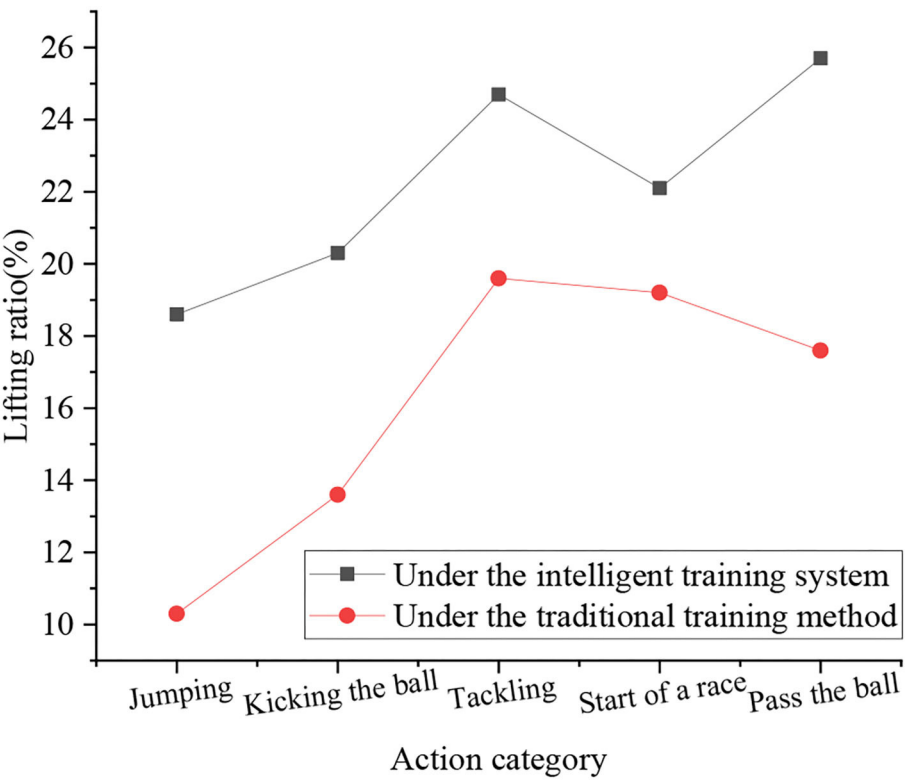 26
24
22
20
18
16
14
12
10
Lifting ratio(%)
Under the intelligent training system
Under the traditional training method
Jumping
Kicking the ball
Tackling
Start of a race
Pass the ball
Action category